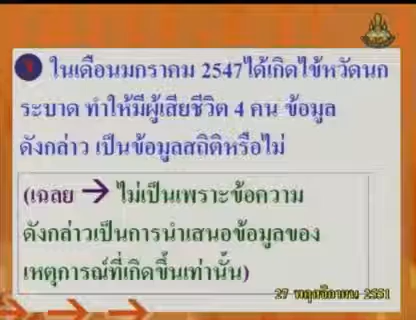 1 ในเดือนมกราคม 2547ได้เกิดไข้หวัดนก
ระบาด ทำให้มีผู้เสียชีวิต 4 คน ข้อมูล
ดังกล่าว เป็นข้อมูลสถิติหรือไม่
(เฉลย → ไม่เป็นเพราะข้อความ
ดังกล่าวเป็นการนำเสนอข้อมูลของ
เหตุการณ์ที่เกิดขึ้นเท่านั้น)
27 พฤศจิกายน 2551